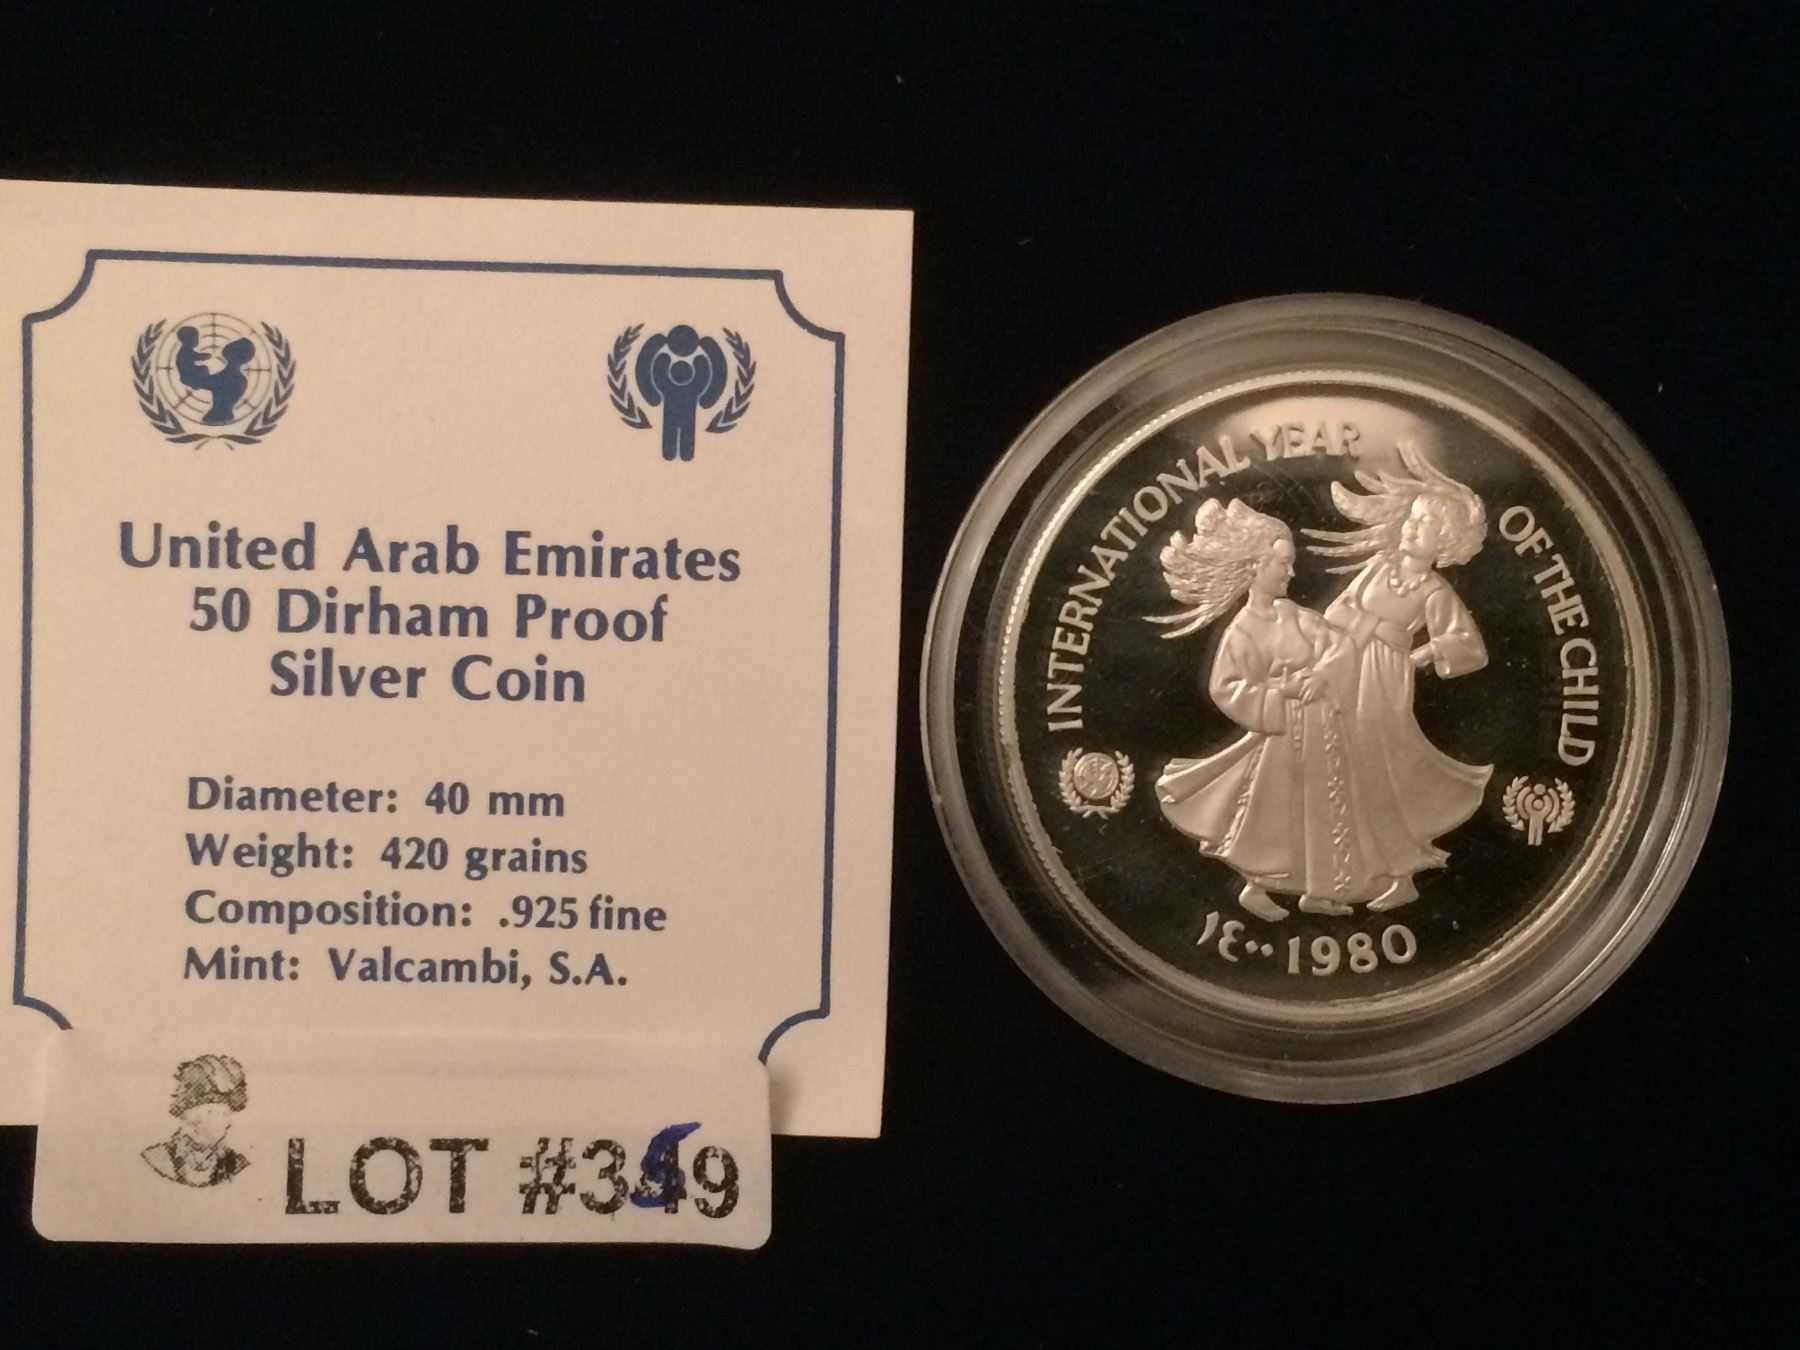 United Arab Emirates
50 Dirham Proof
Silver Coin
Diameter: 40 mm
Weight: 420 grains
Composition: .925 fine
Mint: Valcambi, S.A.
LOT #359
INTERNATIONAL YEAR OF THE CHILD
١٤٠٠ 1980